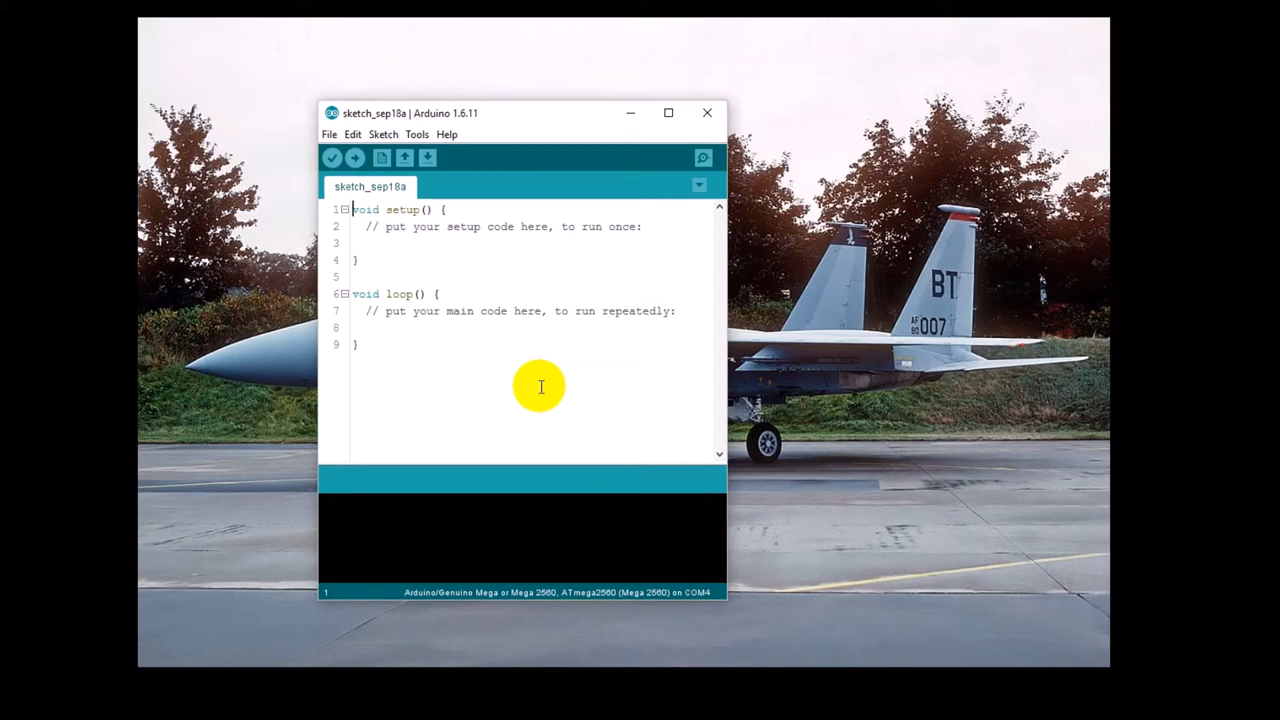 sketch_sep18a | Arduino 1.6.11
File Edit Sketch Tools Help
sketch_sep18a
1 void setup() {
2 // put your setup code here, to run once:
3
4 }
5
6 void loop() {
7 // put your main code here, to run repeatedly:
8
9 }
1 Arduino/Genuino Mega or Mega 2560, ATmega2560 (Mega 2560) on COM4
BT
AF
80 007